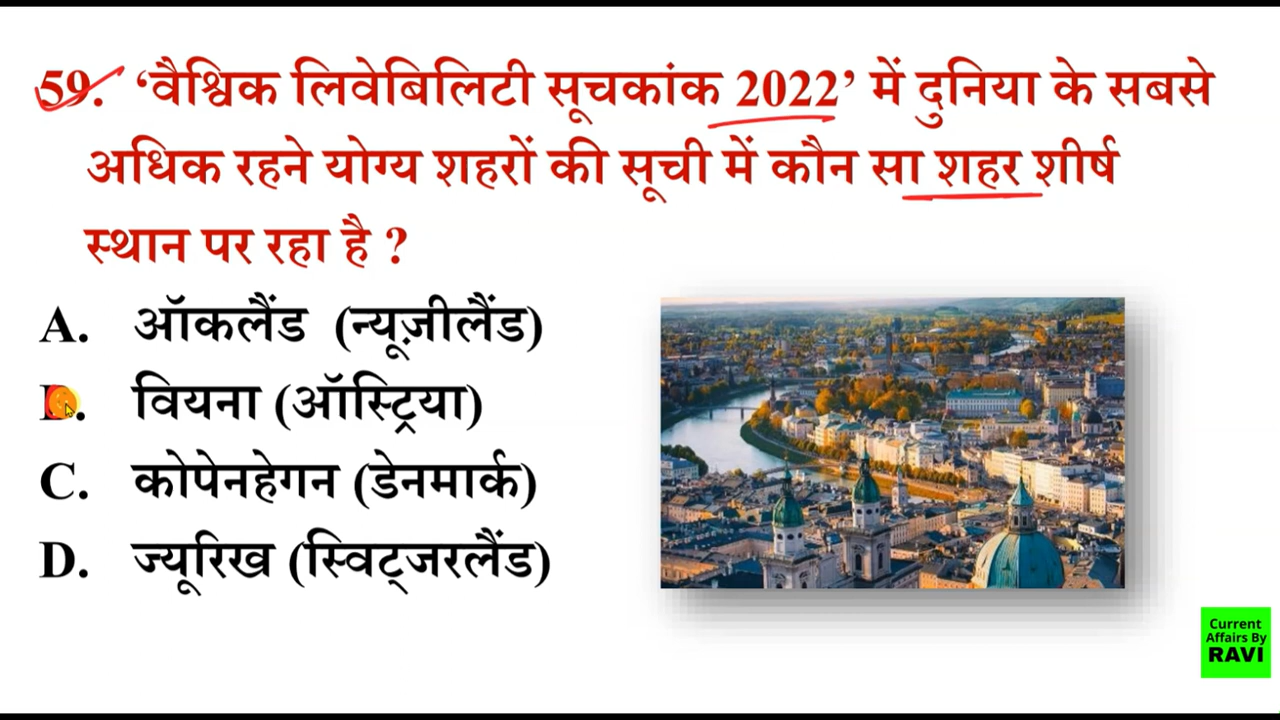 59. ‘वैश्विक लिवेबिलिटी सूचकांक 2022’ में दुनिया के सबसे
अधिक रहने योग्य शहरों की सूची में कौन सा शहर शीर्ष
स्थान पर रहा है ?
A. ऑकलैंड (न्यूज़ीलैंड)
B. वियना (ऑस्ट्रिया)
C. कोपेनहेगन (डेनमार्क)
D. ज्यूरिख (स्विट्जरलैंड)
Current
Affairs By
RAVI